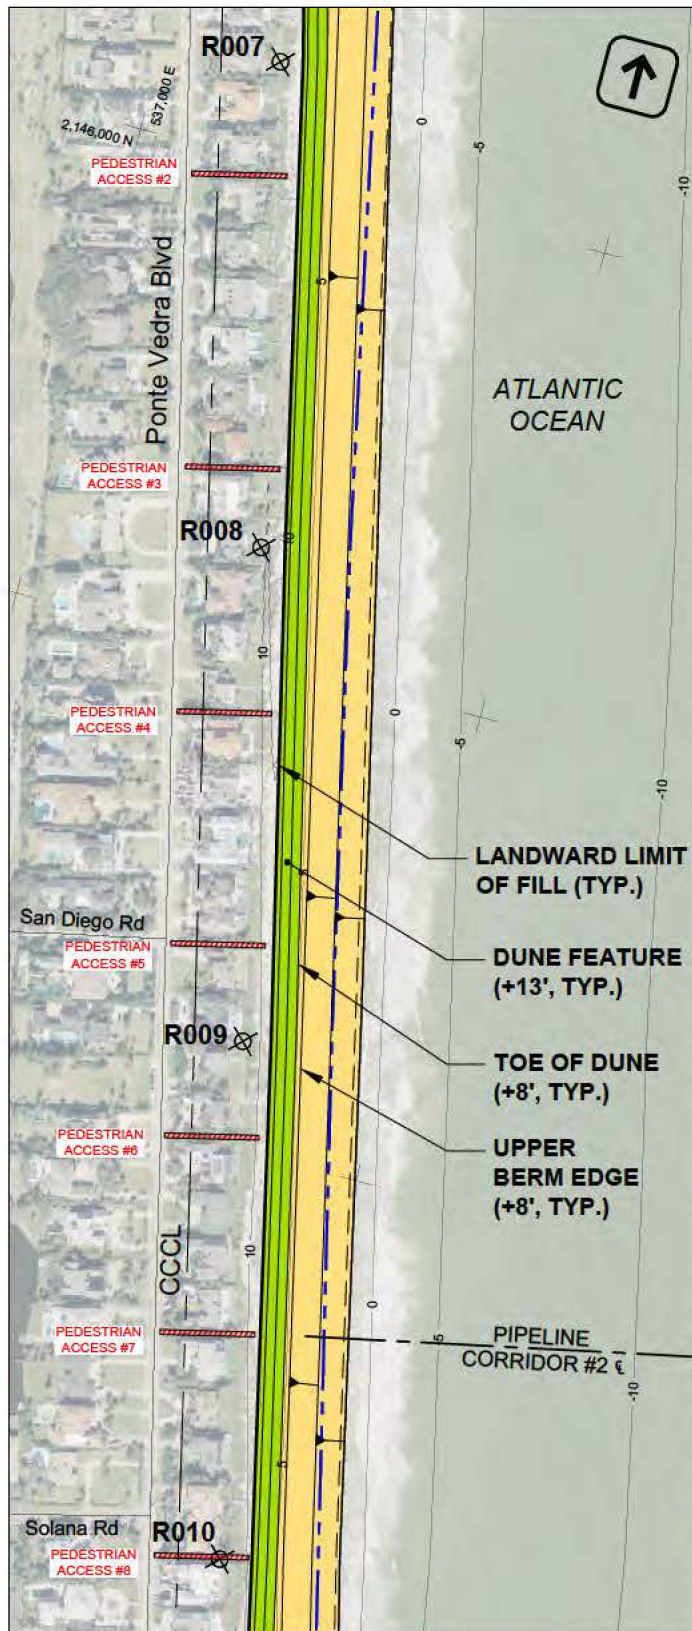 R007
537,000 E
2,146,000 N
0
-5
-10
PEDESTRIAN
ACCESS #2
Ponte Vedra Blvd
5
ATLANTIC
OCEAN
PEDESTRIAN
ACCESS #3
R008
10
10
PEDESTRIAN
ACCESS #4
0
-5
-10
LANDWARD LIMIT
OF FILL (TYP.)
5
San Diego Rd
PEDESTRIAN
ACCESS #5
DUNE FEATURE
(+13', TYP.)
R009
TOE OF DUNE
(+8', TYP.)
PEDESTRIAN
ACCESS #6
UPPER
BERM EDGE
(+8', TYP.)
CCCL
10
0
PEDESTRIAN
ACCESS #7
-5
PIPELINE
CORRIDOR #2 ℄
-10
5
Solana Rd
R010
PEDESTRIAN
ACCESS #8